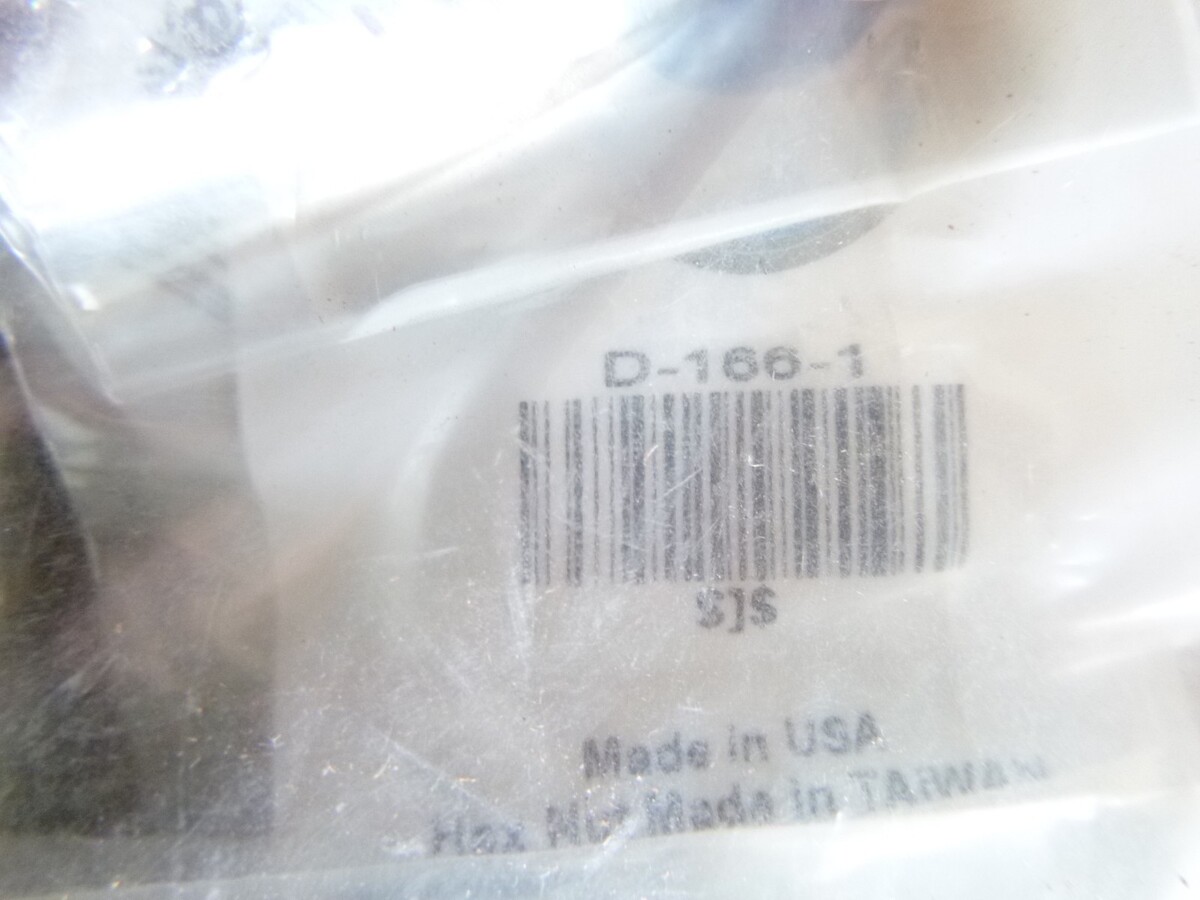 D-166-1
$]$
Made in USA
Hex Nut Made in TAIWAN